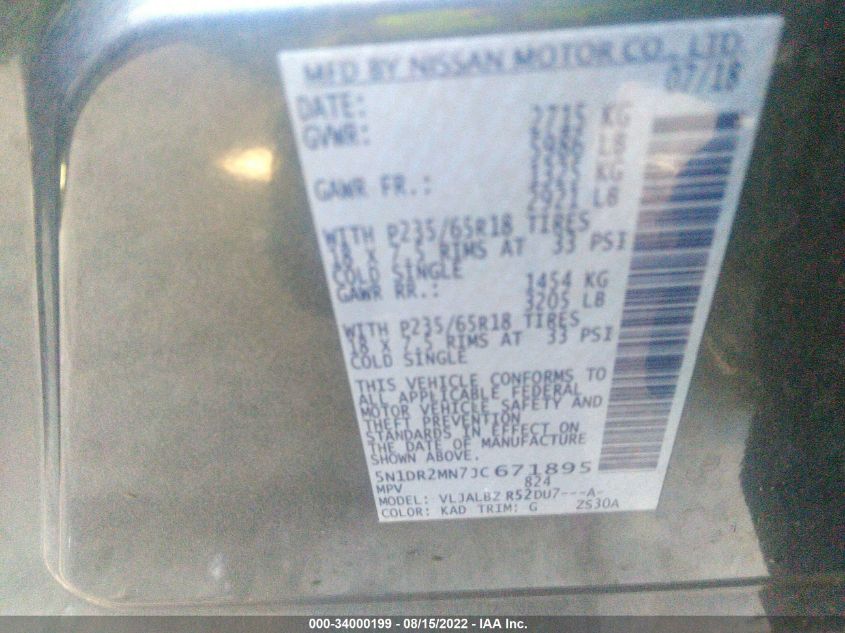 MFD BY NISSAN MOTOR CO., LTD.
DATE: 07/18
GVWR: 2715 KG
5986 LB
GAWR FR.: 1325 KG
2921 LB
WITH P235/65R18 TIRES
18 X 7.5 RIMS AT 33 PSI
COLD SINGLE
GAWR RR.: 1454 KG
3205 LB
WITH P235/65R18 TIRES
18 X 7.5 RIMS AT 33 PSI
COLD SINGLE
THIS VEHICLE CONFORMS TO
ALL APPLICABLE FEDERAL
MOTOR VEHICLE SAFETY AND
THEFT PREVENTION
STANDARDS IN EFFECT ON
THE DATE OF MANUFACTURE
SHOWN ABOVE.
5N1DR2MN7JC671895
MPV 824
MODEL: VLJALBZ R52DU7---A-
COLOR: KAD TRIM: G ZS30A
000-34000199 - 08/15/2022 - IAA Inc.